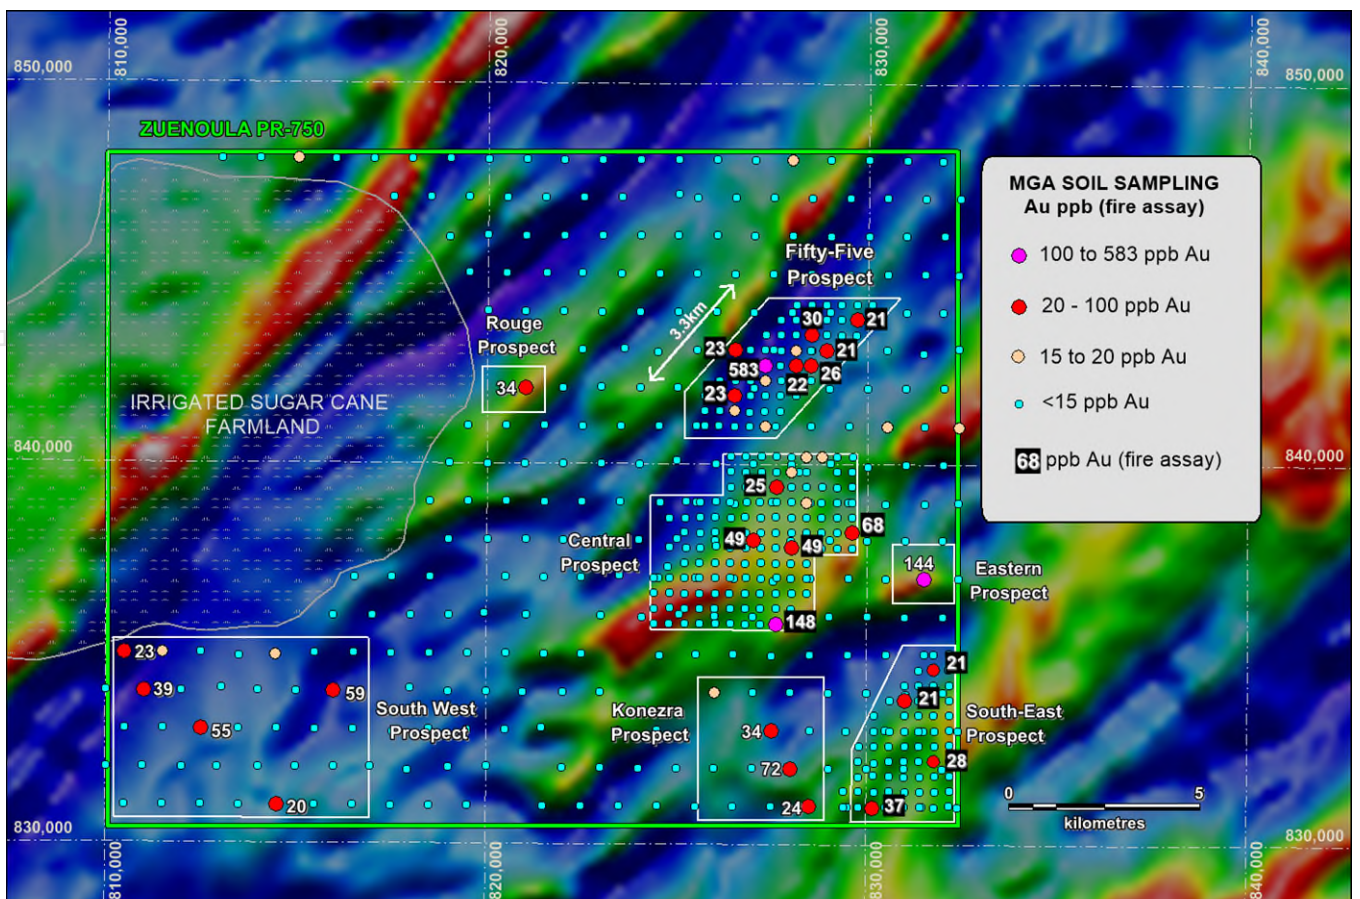 810,000
820,000
830,000
840,000
850,000
850,000
ZUENOULA PR-750
MGA SOIL SAMPLING
Au ppb (fire assay)
100 to 583 ppb Au
20 - 100 ppb Au
15 to 20 ppb Au
<15 ppb Au
68 ppb Au (fire assay)
Fifty-Five
Prospect
3.3km
30
21
23
21
583
22
26
23
Rouge
Prospect
34
IRRIGATED SUGAR CANE
FARMLAND
840,000
840,000
25
49
49
68
148
Central
Prospect
144
Eastern
Prospect
23
39
59
55
20
South West
Prospect
Konezra
Prospect
34
72
24
21
21
28
37
South-East
Prospect
0
5
kilometres
830,000
830,000
810,000
820,000
830,000
840,000